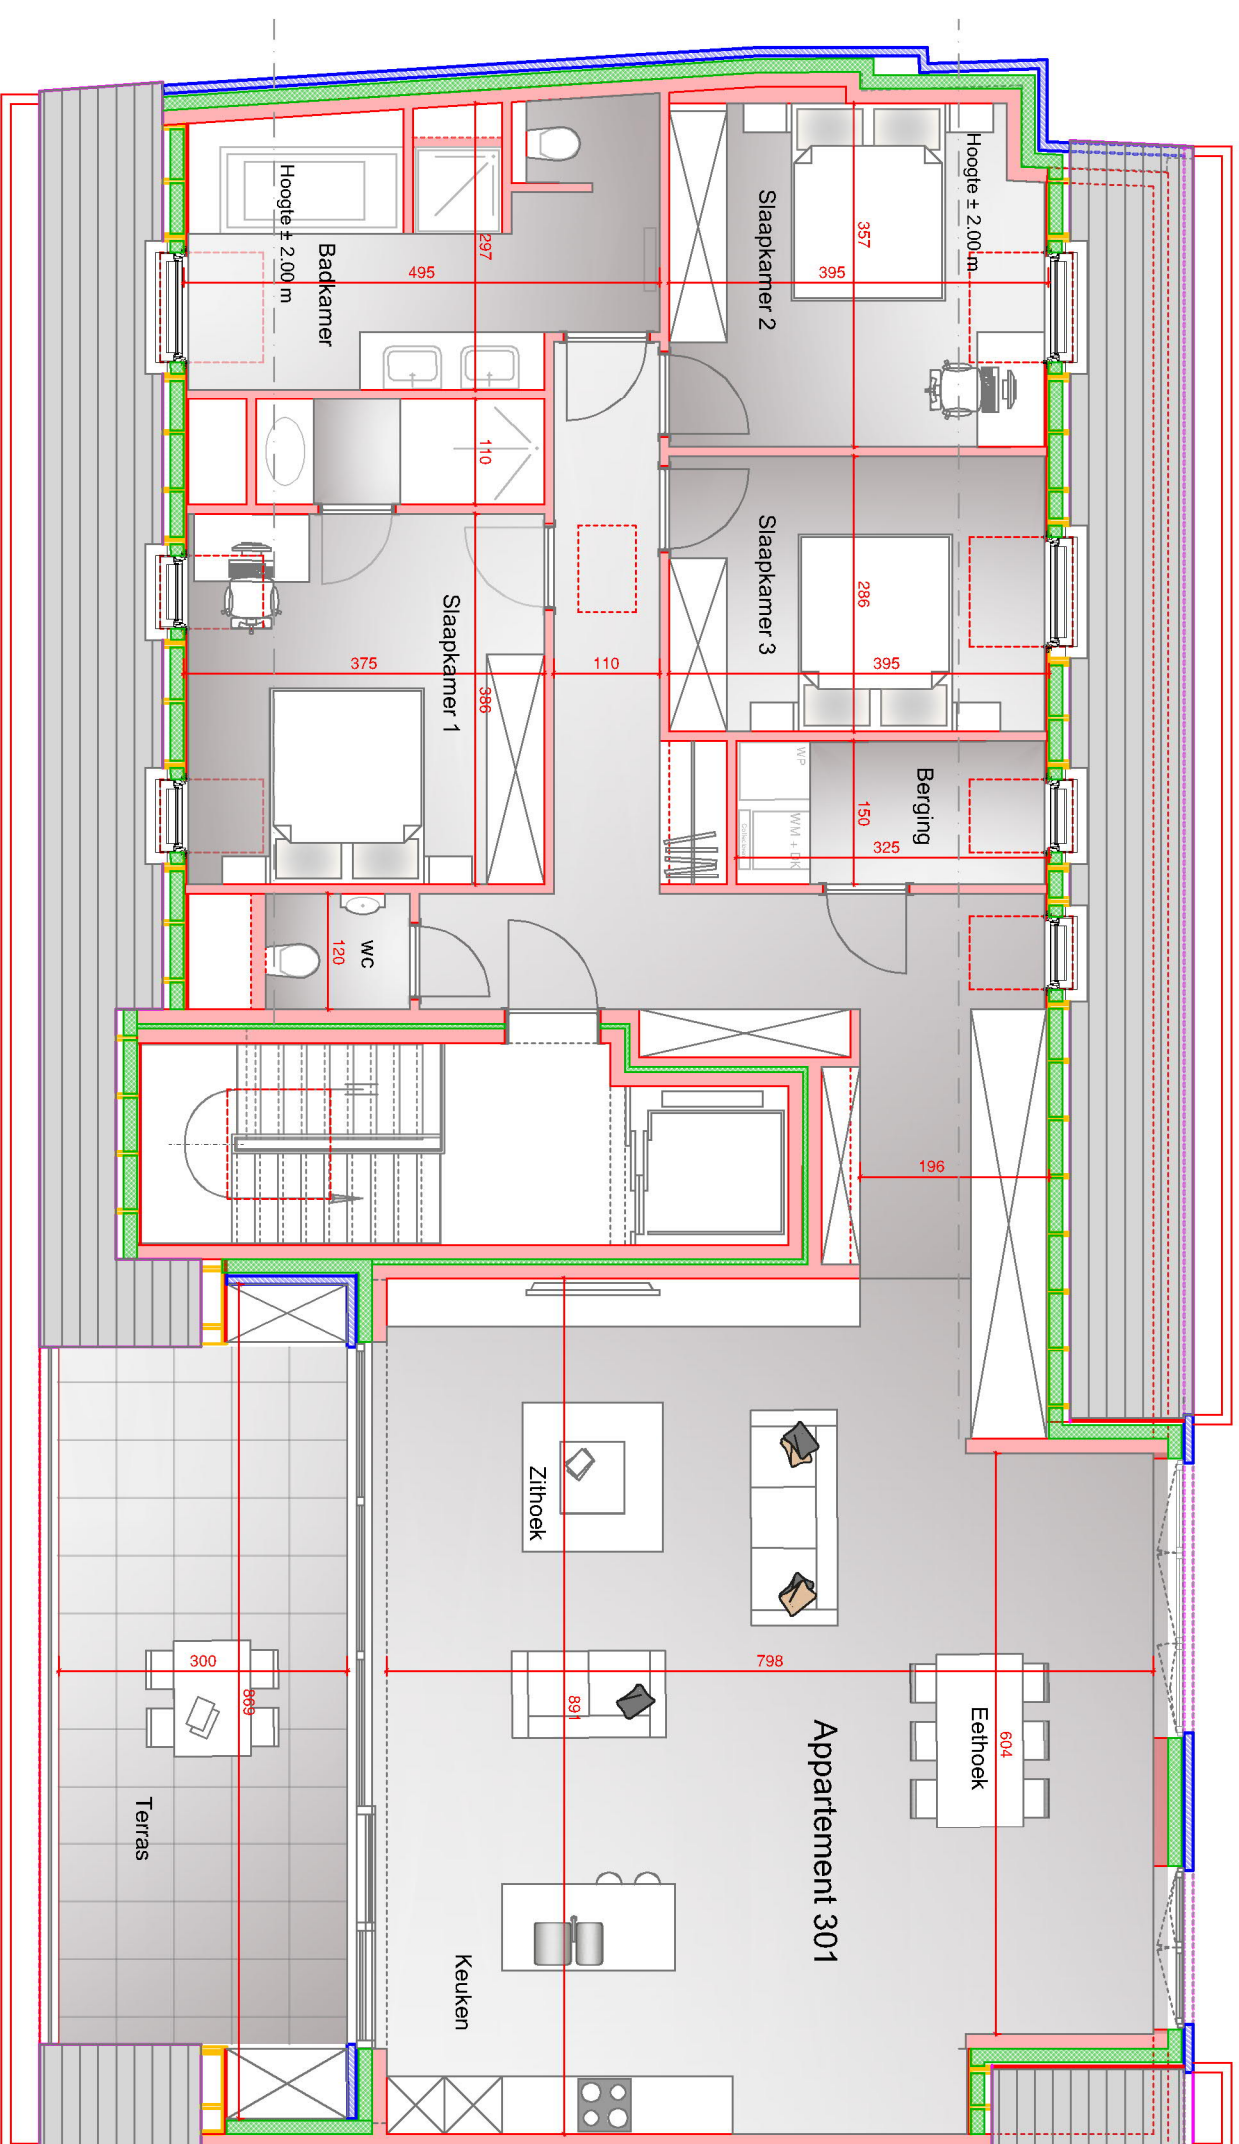 Hoogte ± 2.00 m
357
395
Slaapkamer 2
297
495
Hoogte ± 2.00 m
Badkamer
110
Slaapkamer 3
286
395
Slaapkamer 1
375
386
110
Berging
150
325
WP
WM + DK
wc
120
196
Zithoek
798
891
Eethoek
604
Appartement 301
Keuken
300
869
Terras